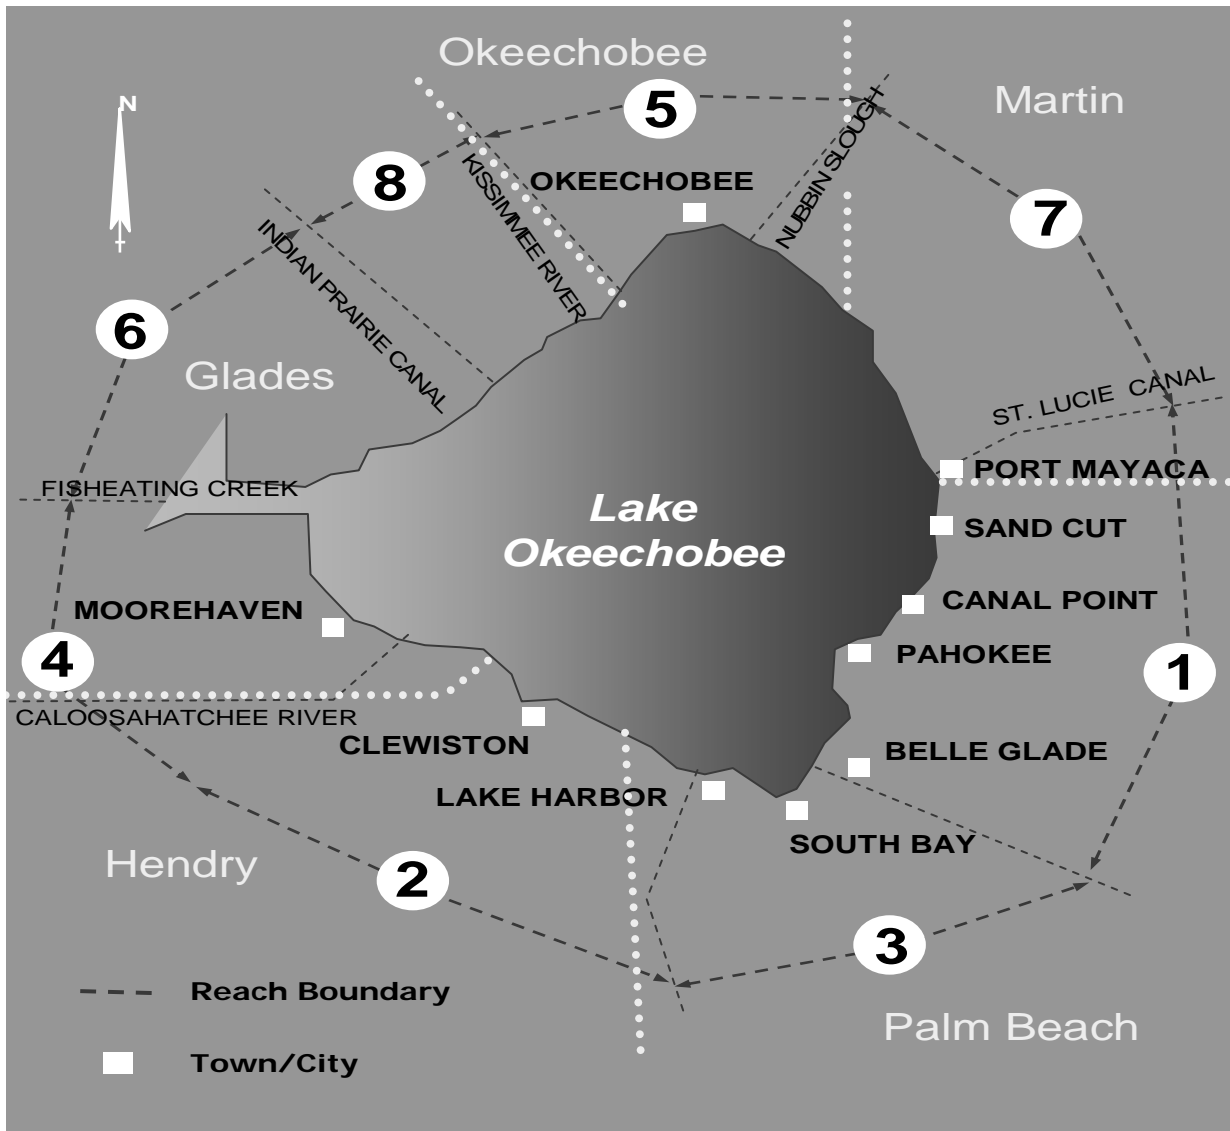 Okeechobee
Martin
N
5
8
7
KISSIMMEE RIVER
OKEECHOBEE
NUBBIN SLOUGH
INDIAN PRAIRIE CANAL
6
Glades
ST. LUCIE CANAL
PORT MAYACA
FISHEATING CREEK
Lake
Okeechobee
SAND CUT
MOOREHAVEN
CANAL POINT
PAHOKEE
4
1
CALOOSAHATCHEE RIVER
CLEWISTON
BELLE GLADE
LAKE HARBOR
SOUTH BAY
Hendry
2
3
Reach Boundary
Palm Beach
Town/City